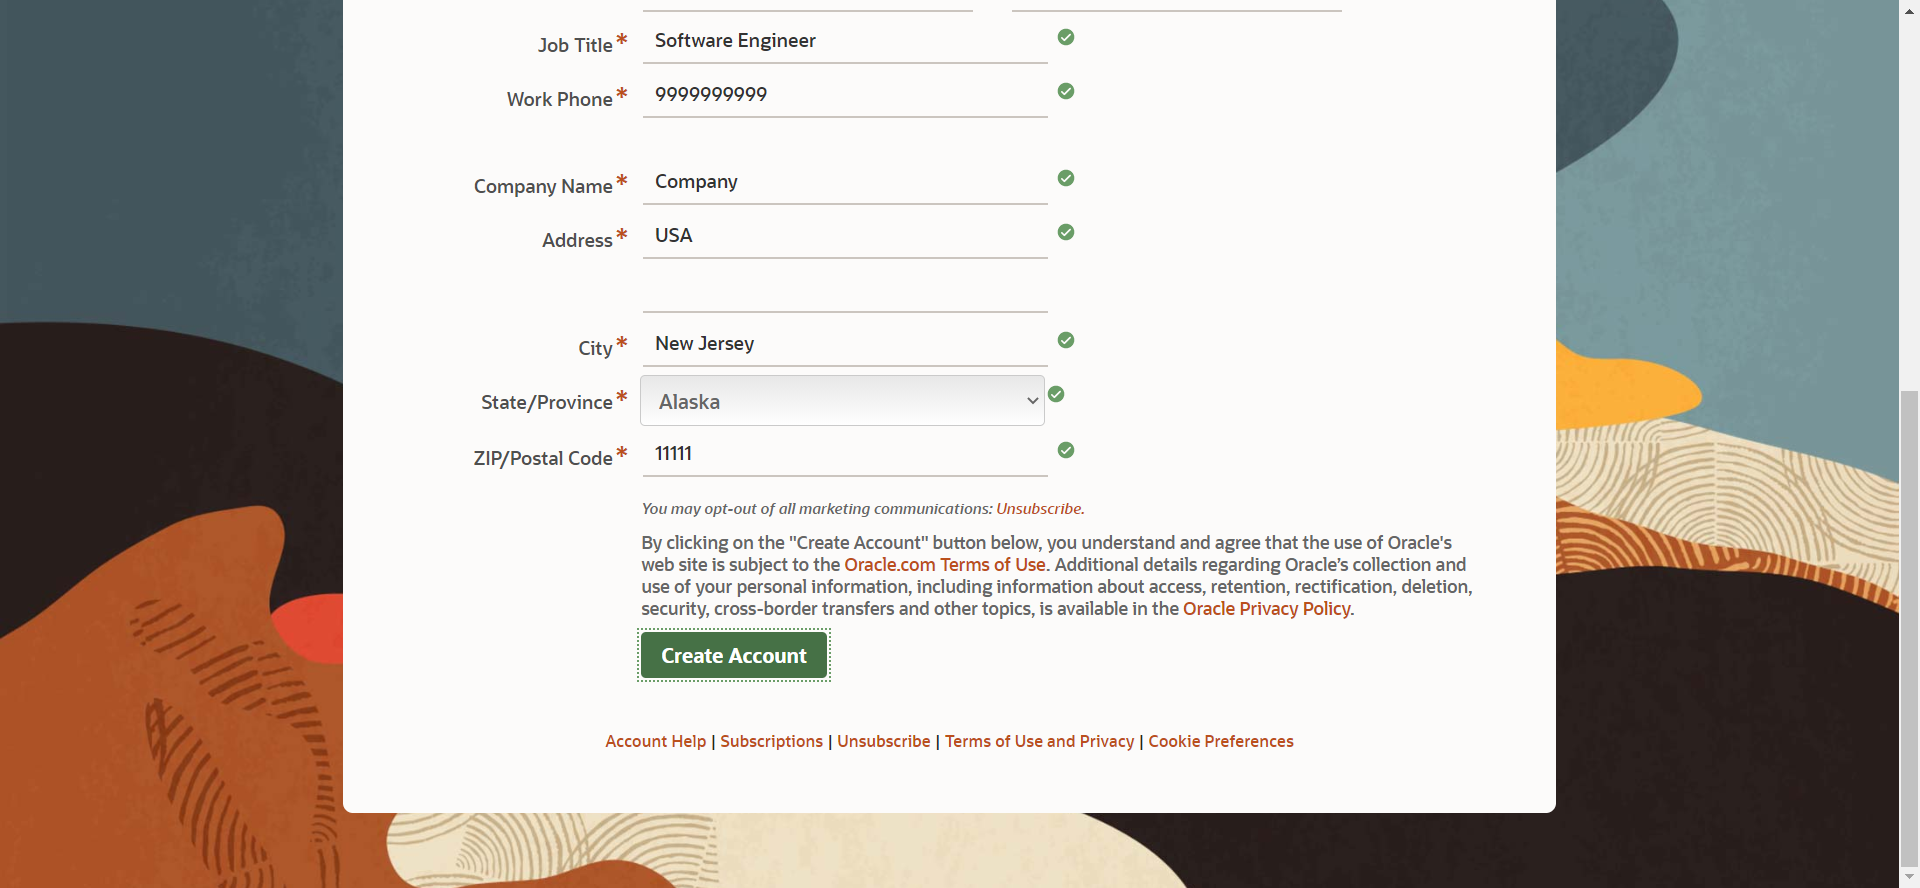 Job Title* Software Engineer
Work Phone* 9999999999
Company Name* Company
Address* USA
City* New Jersey
State/Province* Alaska
ZIP/Postal Code* 11111
You may opt-out of all marketing communications: Unsubscribe.
By clicking on the "Create Account" button below, you understand and agree that the use of Oracle's
web site is subject to the Oracle.com Terms of Use. Additional details regarding Oracle’s collection and
use of your personal information, including information about access, retention, rectification, deletion,
security, cross-border transfers and other topics, is available in the Oracle Privacy Policy.
Create Account
Account Help | Subscriptions | Unsubscribe | Terms of Use and Privacy | Cookie Preferences